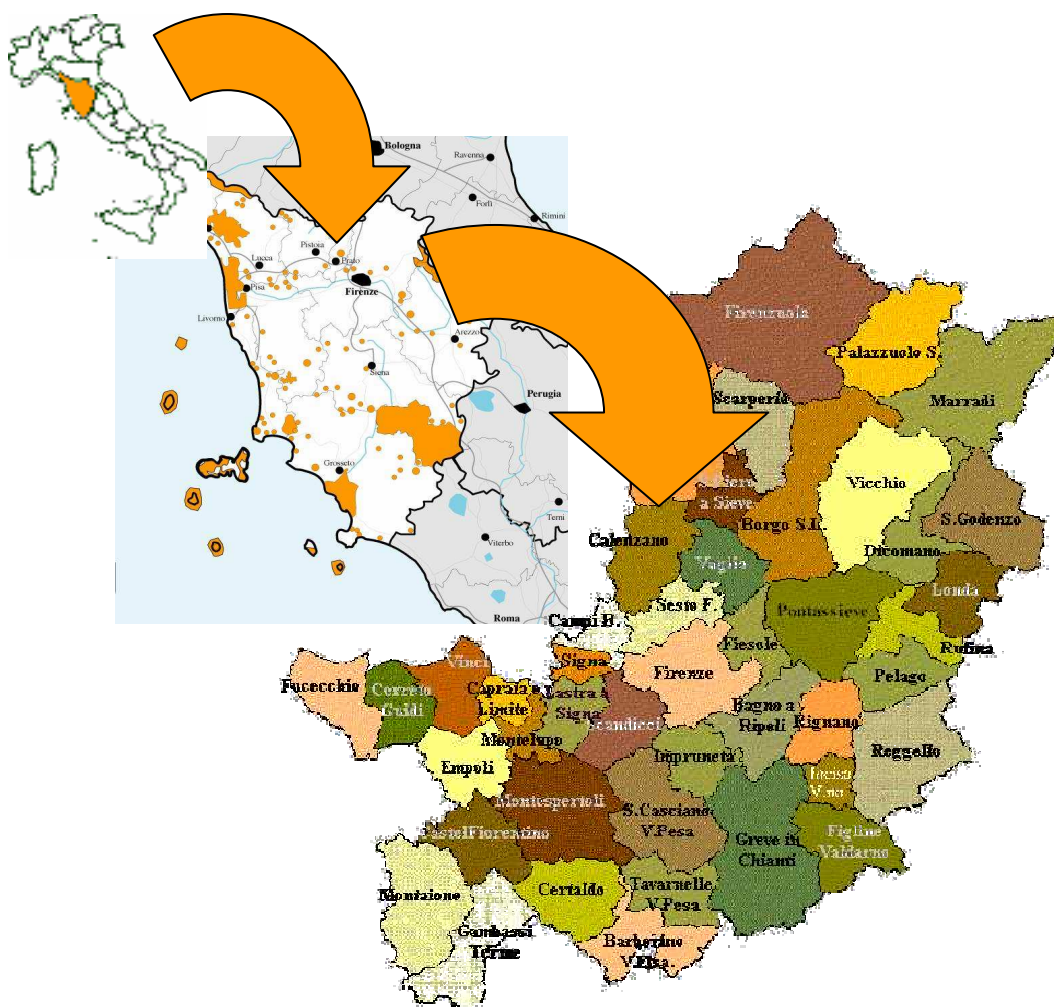 Bologna
Ravenna
Forlì
Rimini
Pistoia
Prato
Lucca
Firenze
Pisa
Livorno
Arezzo
Siena
Perugia
Grosseto
Terni
Viterbo
Roma
Firenzuola
Palazzuolo S.
Marradi
Scarperia
Vicchio
Piero
a Sieve
Borgo S.L.
S.Godenzo
Calenzano
Dicomano
Vaglia
Londa
Sesto F.
Pontassieve
Campi B.
Fiesole
Rufina
Signa
Firenze
Pelago
Vinci
Fucecchio
Cerreto
Guidi
Capraia e
Limite
Lastra a
Signa
Scandicci
Bagno a
Ripoli
Rignano
Montelupo
Impruneta
Reggello
Empoli
Incisa
V.no
Montespertoli
S.Casciano
V.Pesa
CastelFiorentino
Greve in
Chianti
Figline
Valdarno
Montaione
Certaldo
Tavarnelle
V.Pesa
Gambassi
Terme
Barberino
V.Elsa.